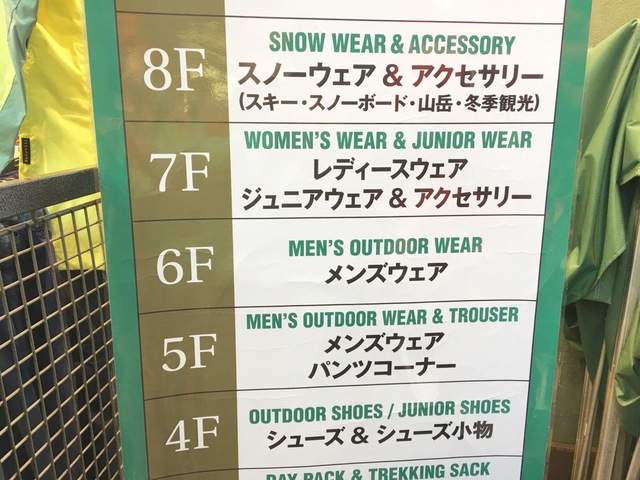 8F
SNOW WEAR & ACCESSORY
スノーウェア & アクセサリー
(スキー・スノーボード・山岳・冬季観光)
7F
WOMEN'S WEAR & JUNIOR WEAR
レディースウェア
ジュニアウェア & アクセサリー
6F
MEN'S OUTDOOR WEAR
メンズウェア
5F
MEN'S OUTDOOR WEAR & TROUSER
メンズウェア
パンツコーナー
4F
OUTDOOR SHOES / JUNIOR SHOES
シューズ & シューズ小物
DAY PACK & TREKKING SACK